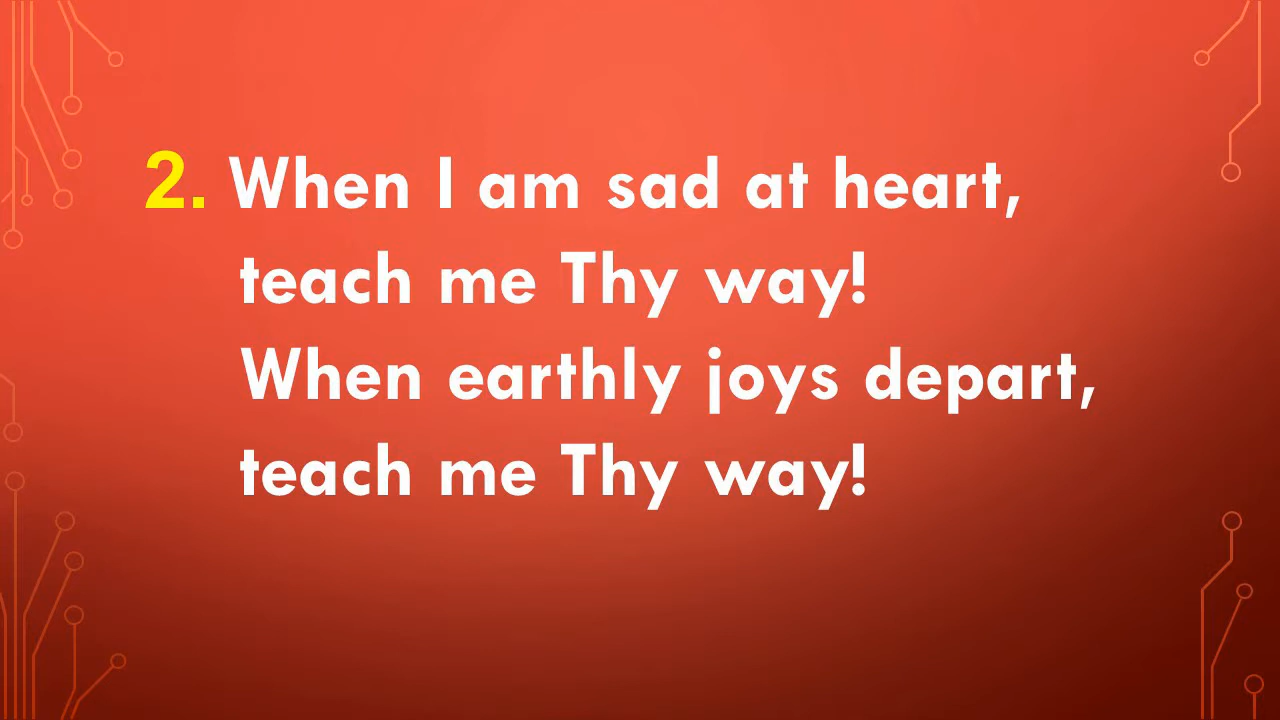 2. When I am sad at heart,
teach me Thy way!
When earthly joys depart,
teach me Thy way!